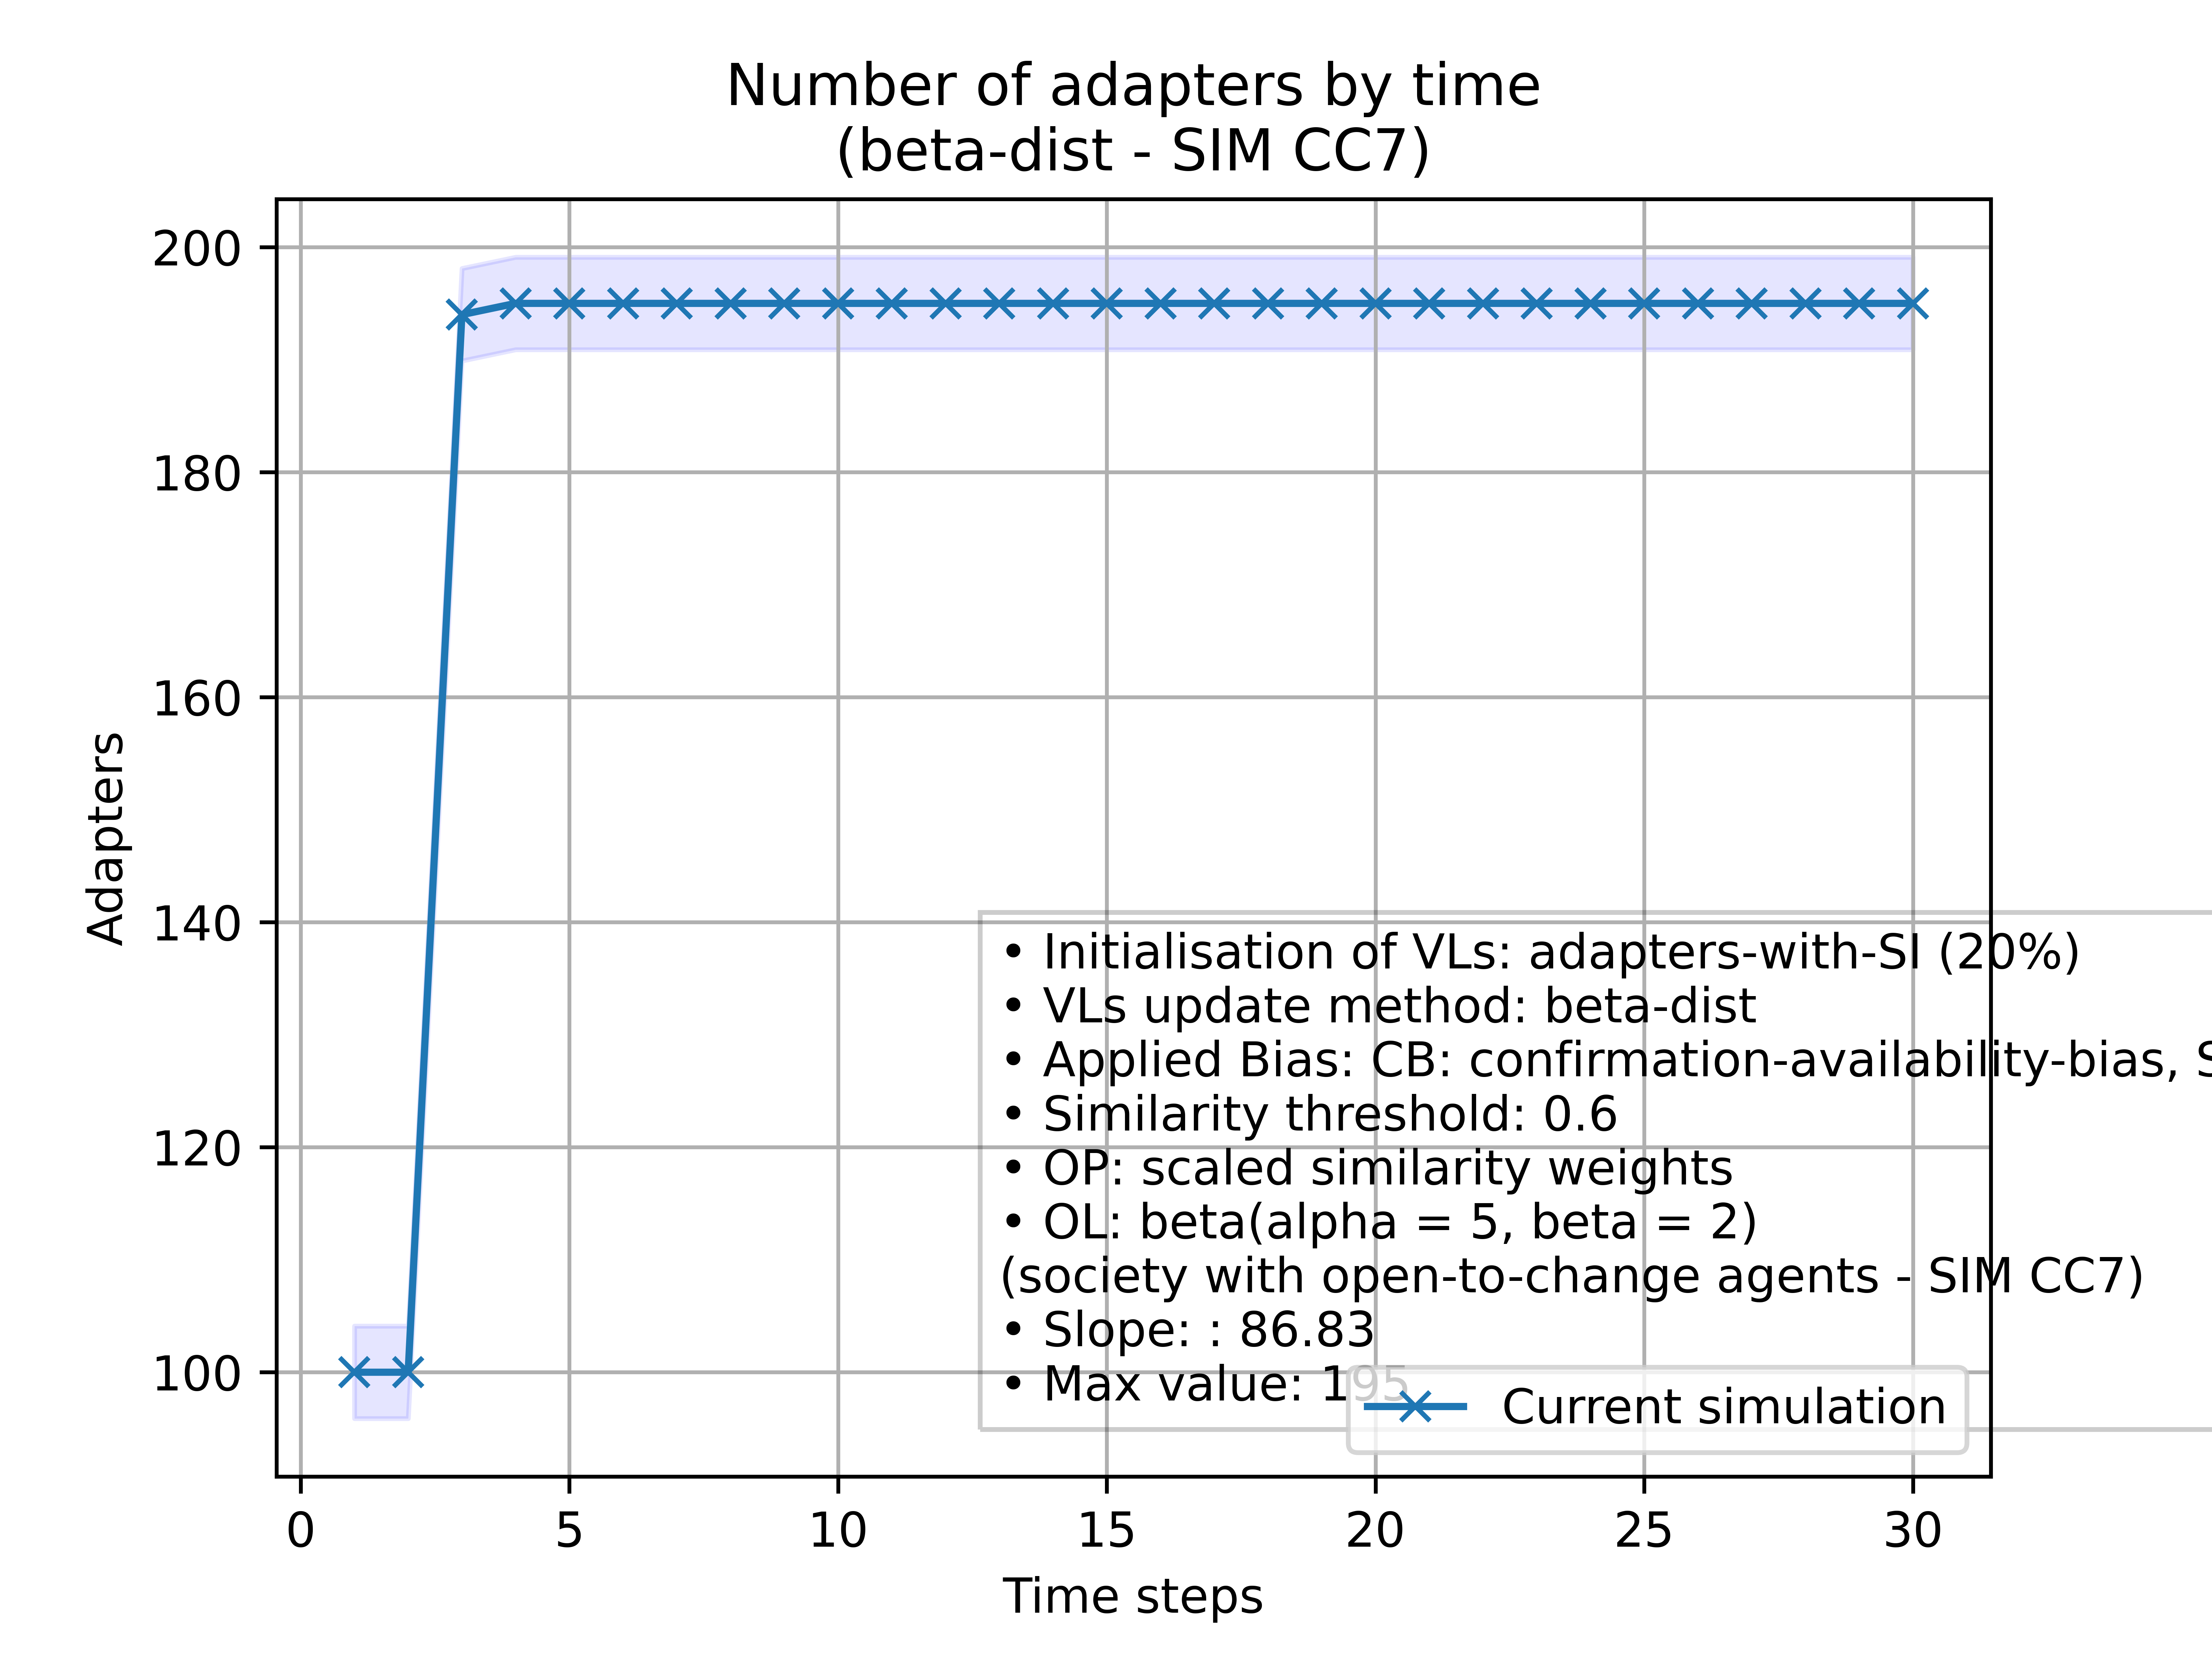 Number of adapters by time
(beta-dist - SIM CC7)
200
180
160
140
120
100
Adapters
• Initialisation of VLs: adapters-with-SI (20%)
• VLs update method: beta-dist
• Applied Bias: CB: confirmation-availability-bias, S
• Similarity threshold: 0.6
• OP: scaled similarity weights
• OL: beta(alpha = 5, beta = 2)
(society with open-to-change agents - SIM CC7)
• Slope: : 86.83
• Max value: 195
Current simulation
0 5 10 15 20 25 30
Time steps